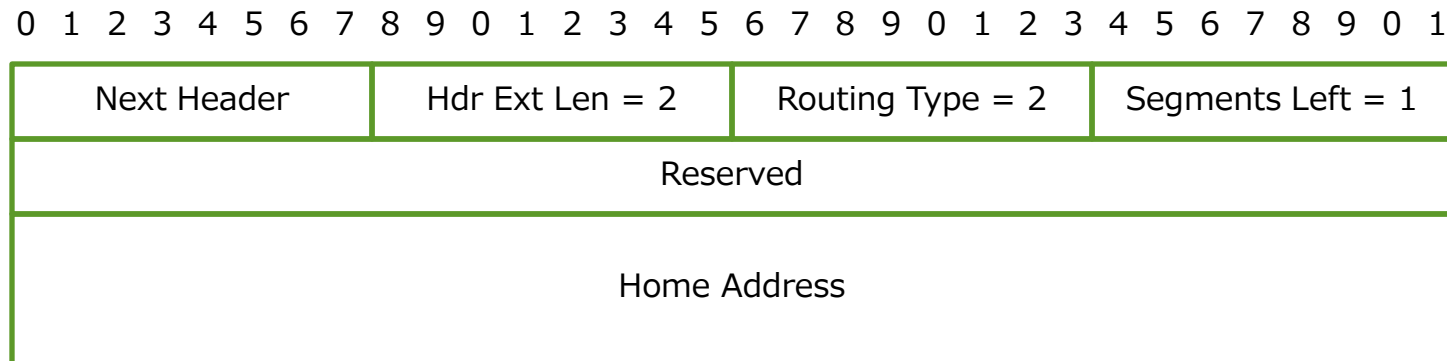 0 1 2 3 4 5 6 7 8 9 0 1 2 3 4 5 6 7 8 9 0 1 2 3 4 5 6 7 8 9 0 1
Next Header Hdr Ext Len = 2 Routing Type = 2 Segments Left = 1
Reserved
Home Address